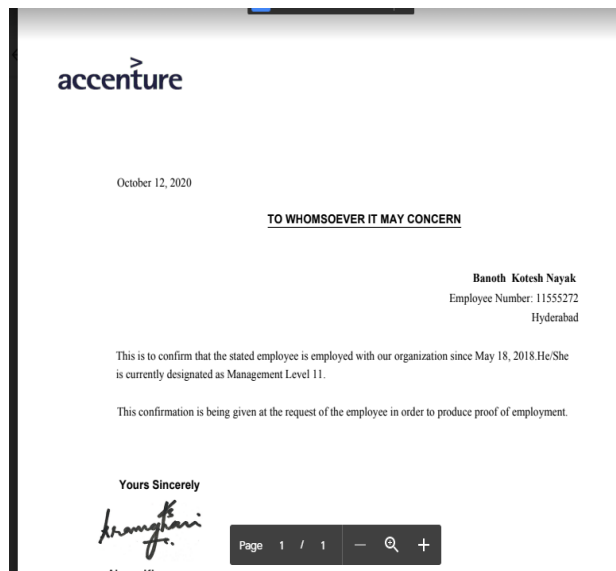 accenture
October 12, 2020
TO WHOMSOEVER IT MAY CONCERN
Banoth Kotesh Nayak
Employee Number: 11555272
Hyderabad
This is to confirm that the stated employee is employed with our organization since May 18, 2018.He/She
is currently designated as Management Level 11.
This confirmation is being given at the request of the employee in order to produce proof of employment.
Yours Sincerely
Page 1 / 1